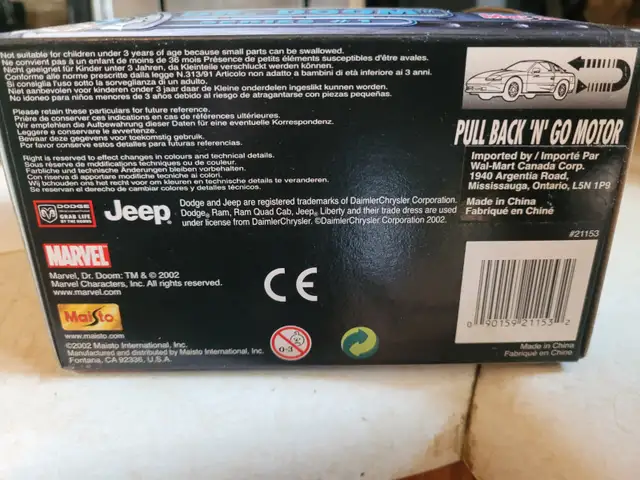 Not suitable for children under 3 years of age because small parts can be swallowed.
Ne convient pas à un enfant de moins de 36 mois Présence de petits éléments susceptibles d'être avales.
Nicht geeignet für Kinder unter 3 Jahren, da Kleinteile verschluckt werden können.
Conforme alle norme prescritte dalla legge N.313/91 Articolo non adatto a bambini di età inferiore ai 3 anni.
Si consiglia l'uso sotto la sorveglianza di un adulto.
Niet aanbevolen voor kinderen onder 3 jaar daar de kleine onderdelen ingeslikt kunnen worden.
No idoneo para niños menores de 3 años debido al riesgo de atragantarse con piezas pequeñas.
Please retain these particulars for future reference.
Prière de conserver ces indications en cas de références ultérieures.
Wir empfehlen die Aufbewahrung dieser Daten für eine eventuelle Korrespondenz.
Leggere e conservare le avvertenze.
Bewaar deze gegevens voor toekomstig gebruik.
Por favor conserve estos detalles para futuras referencias.
Right is reserved to effect changes in colours and technical details.
Sous réserve de modifications techniques ou de couleur.
Farbliche und technische Änderungen bleiben vorbehalten.
Con riserva di apportare modifiche ai colori e tecniche.
Wij behouden ons het recht voor om kleuren en technische details te veranderen.
Se reservan el derecho de cambiar colores y detalles técnicos.
PULL BACK 'N' GO MOTOR
Imported by / Importé Par
Wal-Mart Canada Corp.
1940 Argentia Road,
Mississauga, Ontario, L5N 1P9
Made in China
Fabriqué en Chine
#21153
DODGE
GRAB LIFE
BY THE HORNS
Jeep®
Dodge and Jeep are registered trademarks of DaimlerChrysler Corporation.
Dodge, Ram, Ram Quad Cab, Jeep® Liberty and their trade dress are used
under license from DaimlerChrysler. ©DaimlerChrysler Corporation 2002.
MARVEL
Marvel, Dr. Doom: TM & © 2002
Marvel Characters, Inc. All rights reserved.
www.marvel.com
CE
Maisto
www.maisto.com
©2002 Maisto International, Inc.
Manufactured and distributed by Maisto International, Inc.
Fontana, CA 92336, U.S.A.
0-3
0 90159 21153 2
Made in China
Fabriqué en Chine